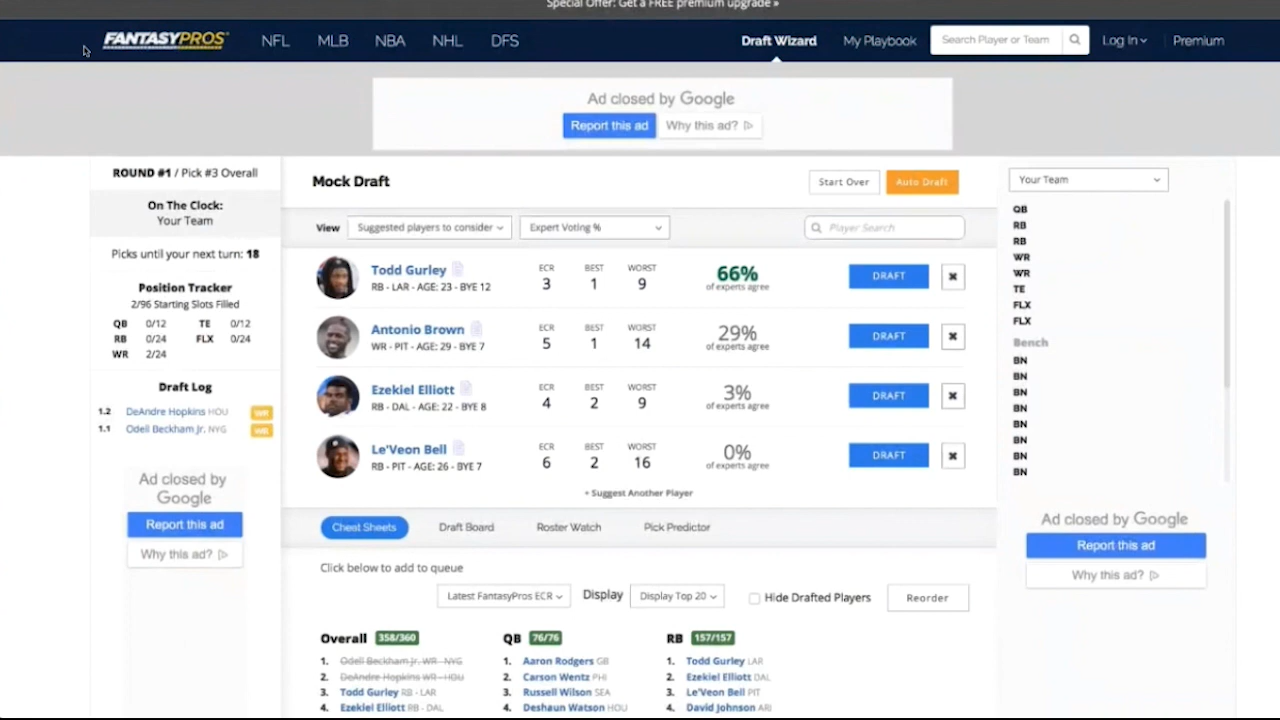 Special Offer: Get a FREE premium upgrade »
FANTASYPROS NFL MLB NBA NHL DFS Draft Wizard My Playbook Search Player or Team Log In Premium
Ad closed by Google
Report this ad Why this ad?
ROUND #1 / Pick #3 Overall
On The Clock:
Your Team
Picks until your next turn: 18
Position Tracker
2/96 Starting Slots Filled
QB 0/12 TE 0/12
RB 0/24 FLX 0/24
WR 2/24
Draft Log
1.2 DeAndre Hopkins HOU WR
1.1 Odell Beckham Jr. NYG WR
Ad closed by
Google
Report this ad
Why this ad?
Mock Draft Start Over Auto Draft
View Suggested players to consider Expert Voting % Player Search
Todd Gurley ECR BEST WORST 66% DRAFT
RB - LAR - AGE: 23 - BYE 12 3 1 9 of experts agree
Antonio Brown ECR BEST WORST 29% DRAFT
WR - PIT - AGE: 29 - BYE 7 5 1 14 of experts agree
Ezekiel Elliott ECR BEST WORST 3% DRAFT
RB - DAL - AGE: 22 - BYE 8 4 2 9 of experts agree
Le'Veon Bell ECR BEST WORST 0% DRAFT
RB - PIT - AGE: 26 - BYE 7 6 2 16 of experts agree
+ Suggest Another Player
Cheat Sheets Draft Board Roster Watch Pick Predictor
Click below to add to queue
Latest FantasyPros ECR Display Display Top 20 Hide Drafted Players Reorder
Overall 358/360
1. Odell Beckham Jr. WR - NYG
2. DeAndre Hopkins WR - HOU
3. Todd Gurley RB - LAR
4. Ezekiel Elliott RB - DAL
QB 76/76
1. Aaron Rodgers GB
2. Carson Wentz PHI
3. Russell Wilson SEA
4. Deshaun Watson HOU
RB 157/157
1. Todd Gurley LAR
2. Ezekiel Elliott DAL
3. Le'Veon Bell PIT
4. David Johnson ARI
Your Team
QB
RB
RB
WR
WR
TE
FLX
FLX
Bench
BN
BN
BN
BN
BN
BN
BN
BN
Ad closed by Google
Report this ad
Why this ad?